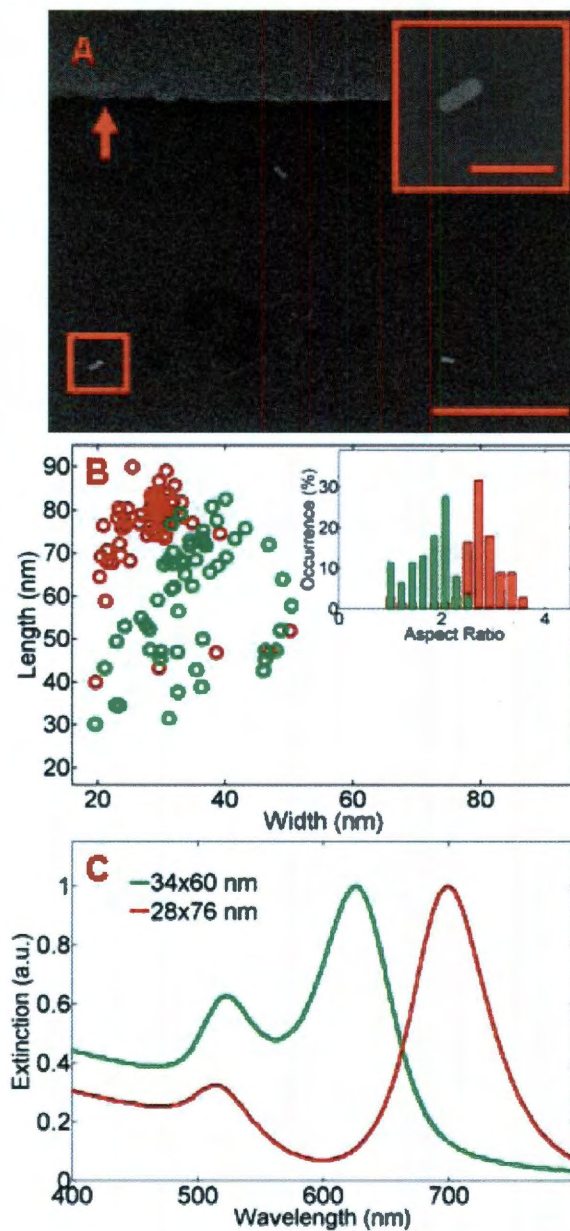 A
B
90
80
70
60
50
40
30
20
Length (nm)
20
40
60
80
Width (nm)
30
20
10
0
Occurrence (%)
0
2
4
Aspect Ratio
C
34x60 nm
28x76 nm
1
0.8
0.6
0.4
0.2
0
Extinction (a.u.)
400
500
600
700
Wavelength (nm)